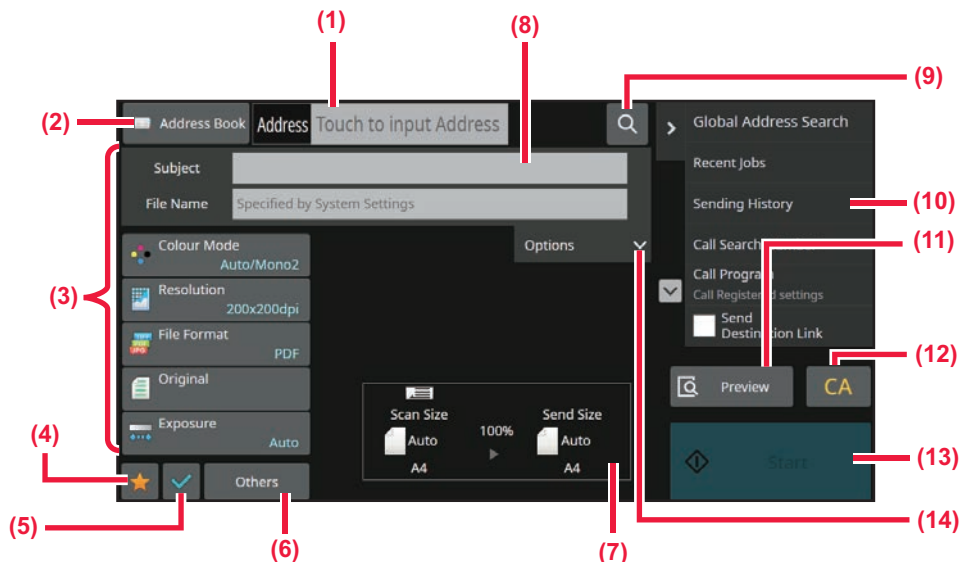 (1)
(8)
(9)
(2)
Address Book
Address
Touch to input Address
Global Address Search
Subject
Recent Jobs
File Name
Specified by System Settings
Sending History
(10)
Options
Call Search
(11)
(3)
Colour Mode
Auto/Mono2
Call Program
Call Registered settings
Resolution
200x200dpi
Send
Destination Link
File Format
PDF
JPG
(12)
Original
Preview
CA
Exposure
Auto
Scan Size
Auto
A4
100%
Send Size
Auto
A4
(4)
Start
(13)
Others
(5)
(6)
(7)
(14)